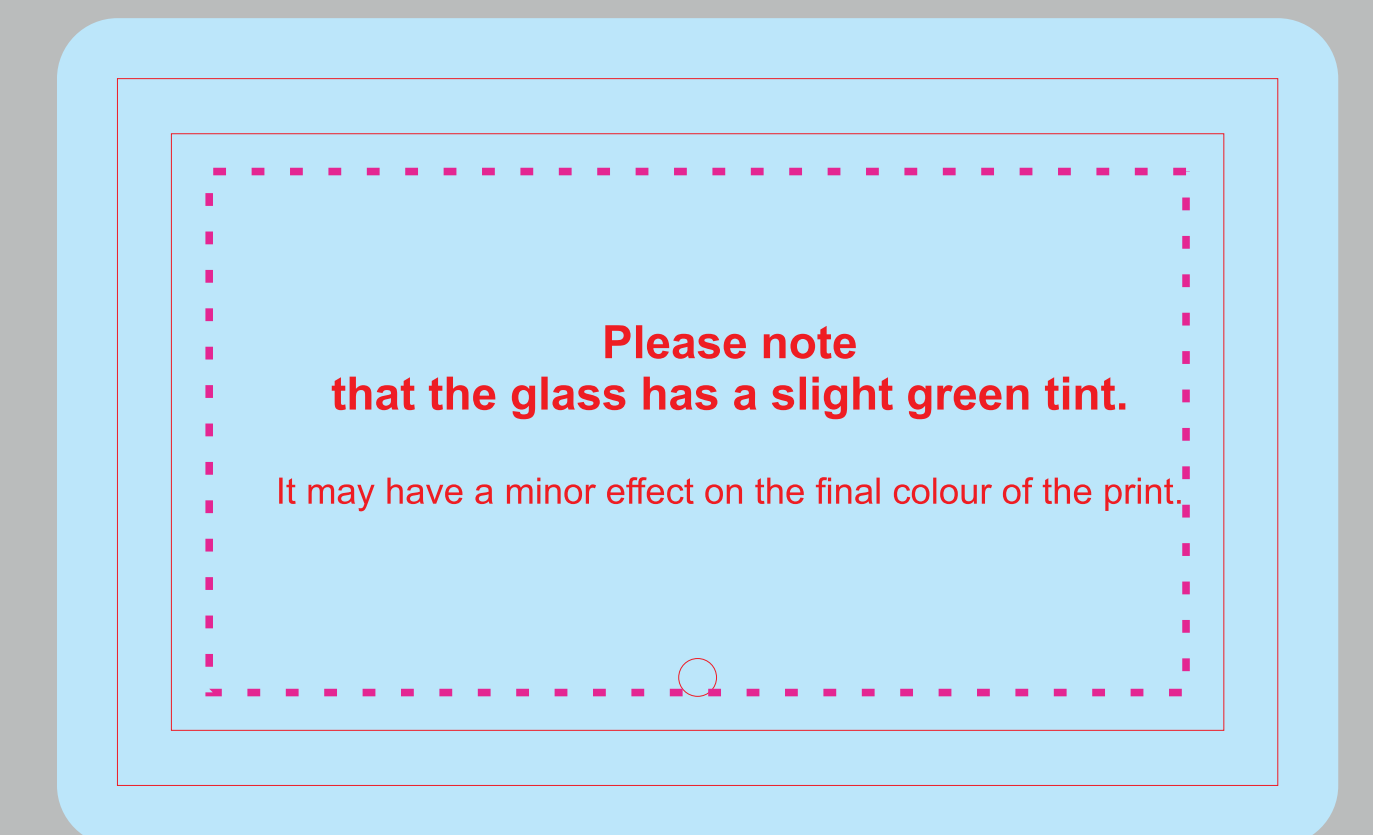 Please note
that the glass has a slight green tint.
It may have a minor effect on the final colour of the print.